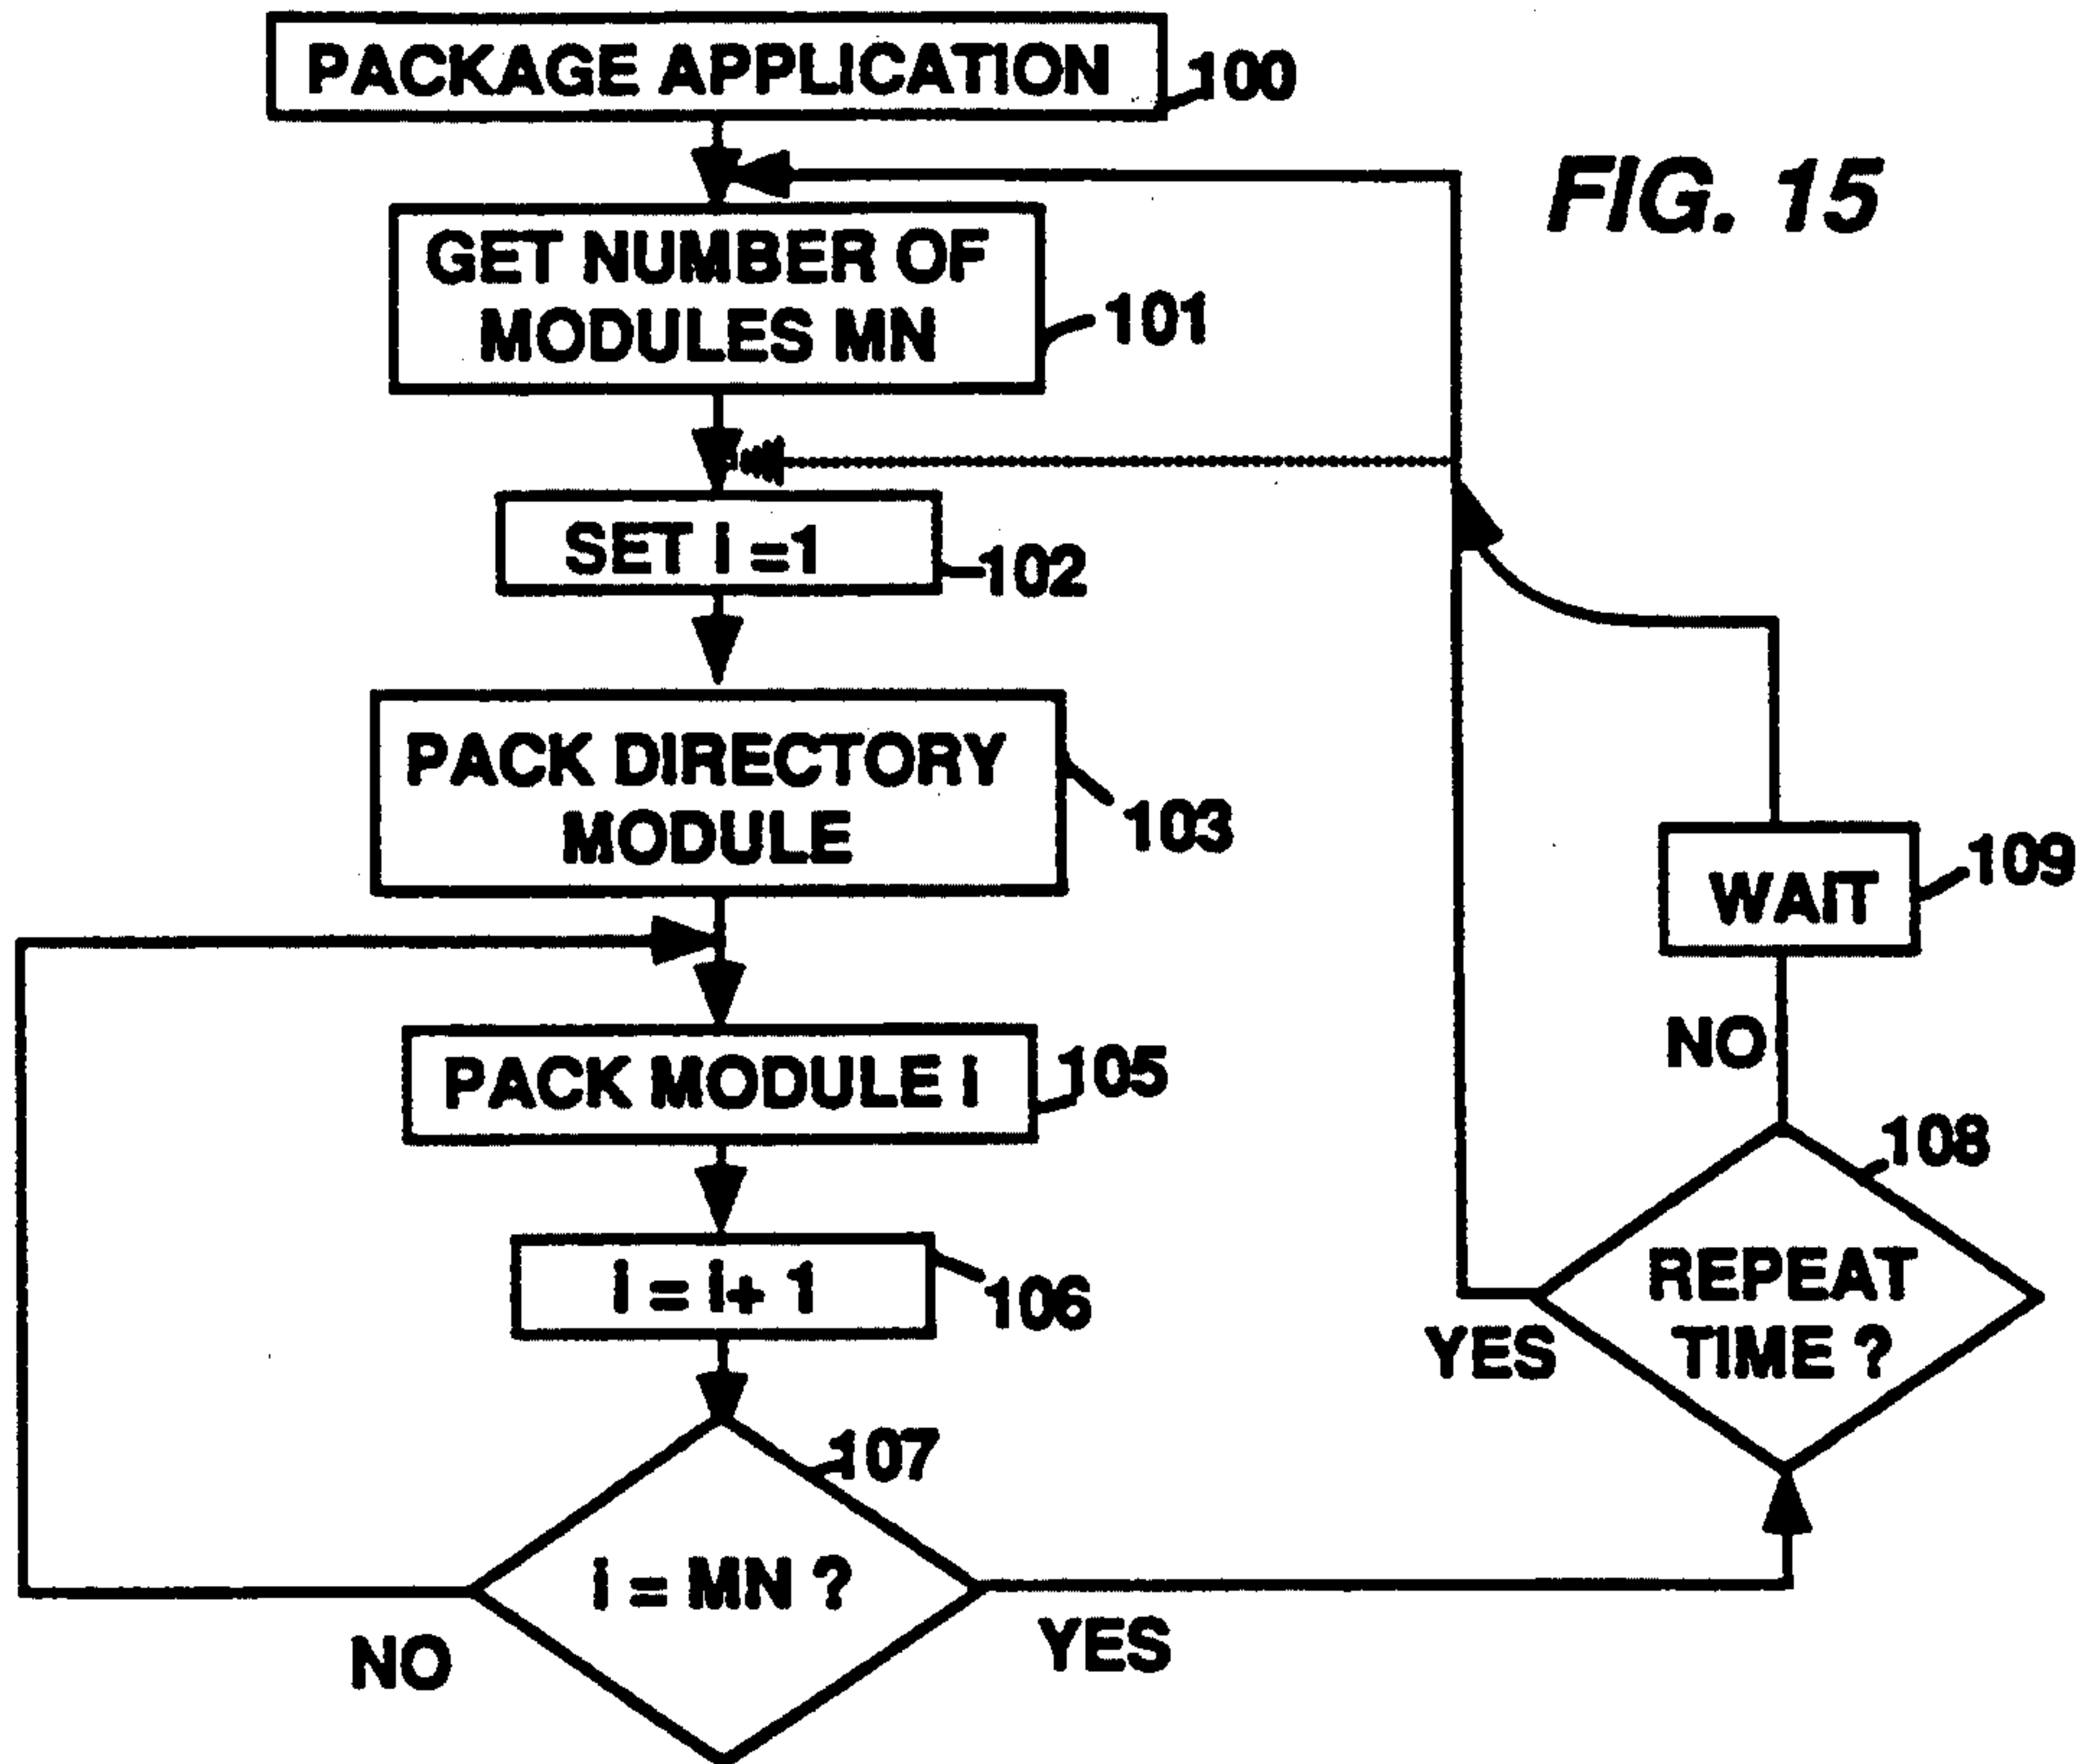 PACKAGE APPLICATION
100
FIG. 15
GET NUMBER OF
MODULES MN
101
SET i =1
102
PACK DIRECTORY
MODULE
103
WAIT
109
NO
PACK MODULE i
105
108
i = i+ 1
106
REPEAT
TIME ?
YES
107
i = MN ?
NO
YES